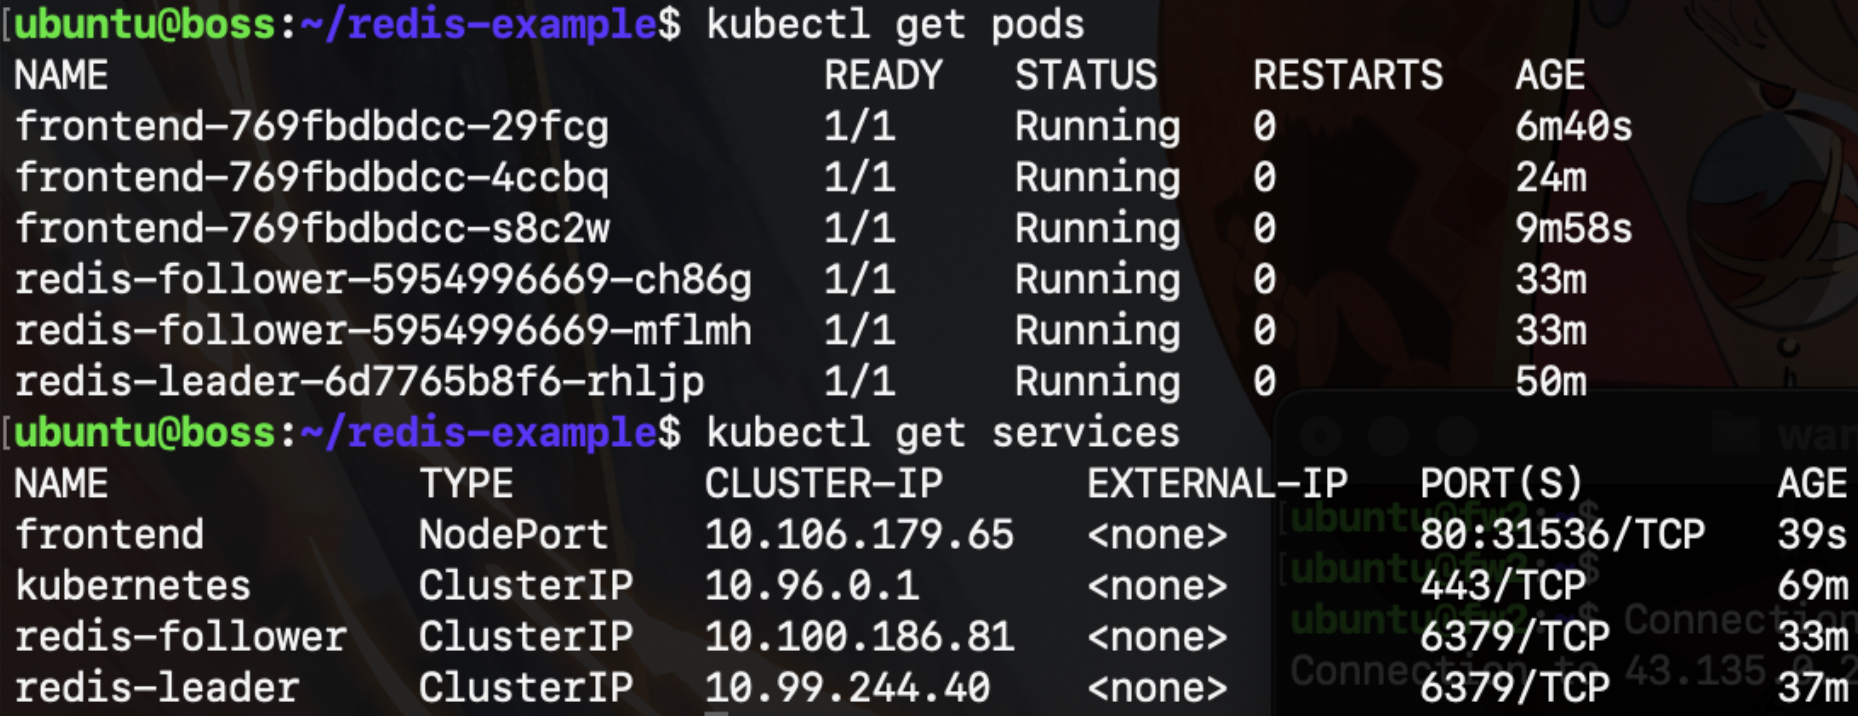 [ubuntu@boss:~/redis-example$ kubectl get pods
NAME READY STATUS RESTARTS AGE
frontend-769fbdbdcc-29fcg 1/1 Running 0 6m40s
frontend-769fbdbdcc-4ccbq 1/1 Running 0 24m
frontend-769fbdbdcc-s8c2w 1/1 Running 0 9m58s
redis-follower-5954996669-ch86g 1/1 Running 0 33m
redis-follower-5954996669-mflmh 1/1 Running 0 33m
redis-leader-6d7765b8f6-rhljp 1/1 Running 0 50m
[ubuntu@boss:~/redis-example$ kubectl get services
NAME TYPE CLUSTER-IP EXTERNAL-IP PORT(S) AGE
frontend NodePort 10.106.179.65 <none> 80:31536/TCP 39s
kubernetes ClusterIP 10.96.0.1 <none> 443/TCP 69m
redis-follower ClusterIP 10.100.186.81 <none> 6379/TCP 33m
redis-leader ClusterIP 10.99.244.40 <none> 6379/TCP 37m